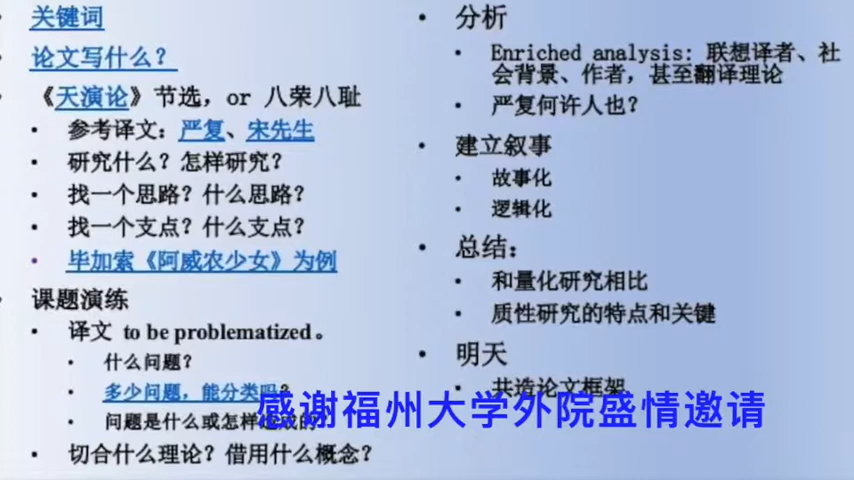 关键词
论文写什么？
《天演论》节选，or 八荣八耻
参考译文：严复、宋先生
研究什么？怎样研究？
找一个思路？什么思路？
找一个支点？什么支点？
毕加索《阿威农少女》为例
课题演练
译文 to be problematized。
什么问题？
多少问题，能分类吗？
问题是什么或怎样造成的？
切合什么理论？借用什么概念？
分析
Enriched analysis: 联想译者、社
会背景、作者，甚至翻译理论
严复何许人也？
建立叙事
故事化
逻辑化
总结：
和量化研究相比
质性研究的特点和关键
明天
共造论文框架
感谢福州大学外院盛情邀请